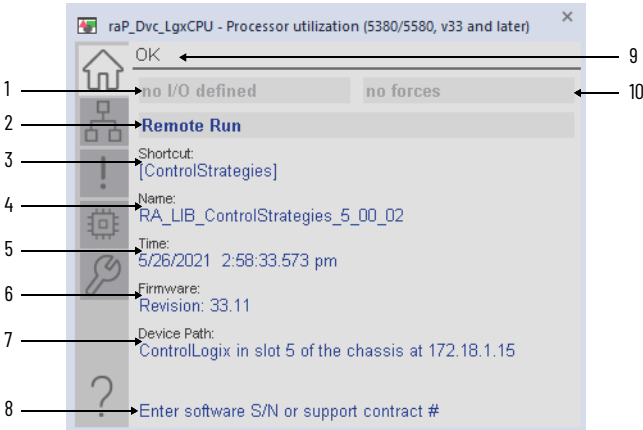 raP_Dvc_LgxCPU - Processor utilization (5380/5580, v33 and later)
OK
9
1
no I/O defined
no forces
10
2
Remote Run
3
Shortcut:
[ControlStrategies]
4
Name:
RA_LIB_ControlStrategies_5_00_02
5
Time:
5/26/2021 2:58:33.573 pm
6
Firmware:
Revision: 33.11
7
Device Path:
ControlLogix in slot 5 of the chassis at 172.18.1.15
8
Enter software S/N or support contract #